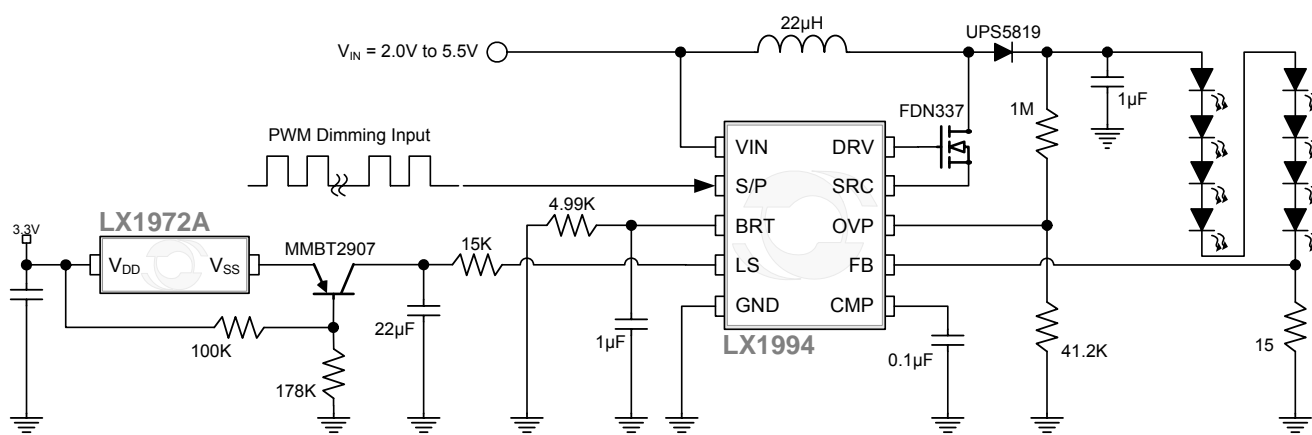 22µH
UPS5819
V_IN = 2.0V to 5.5V
1M
1µF
FDN337
PWM Dimming Input
VIN
DRV
S/P
SRC
4.99K
BRT
OVP
LX1972A
3.3V
MMBT2907
15K
V_DD
V_SS
LS
FB
GND
CMP
22µF
100K
1µF
LX1994
0.1µF
41.2K
15
178K